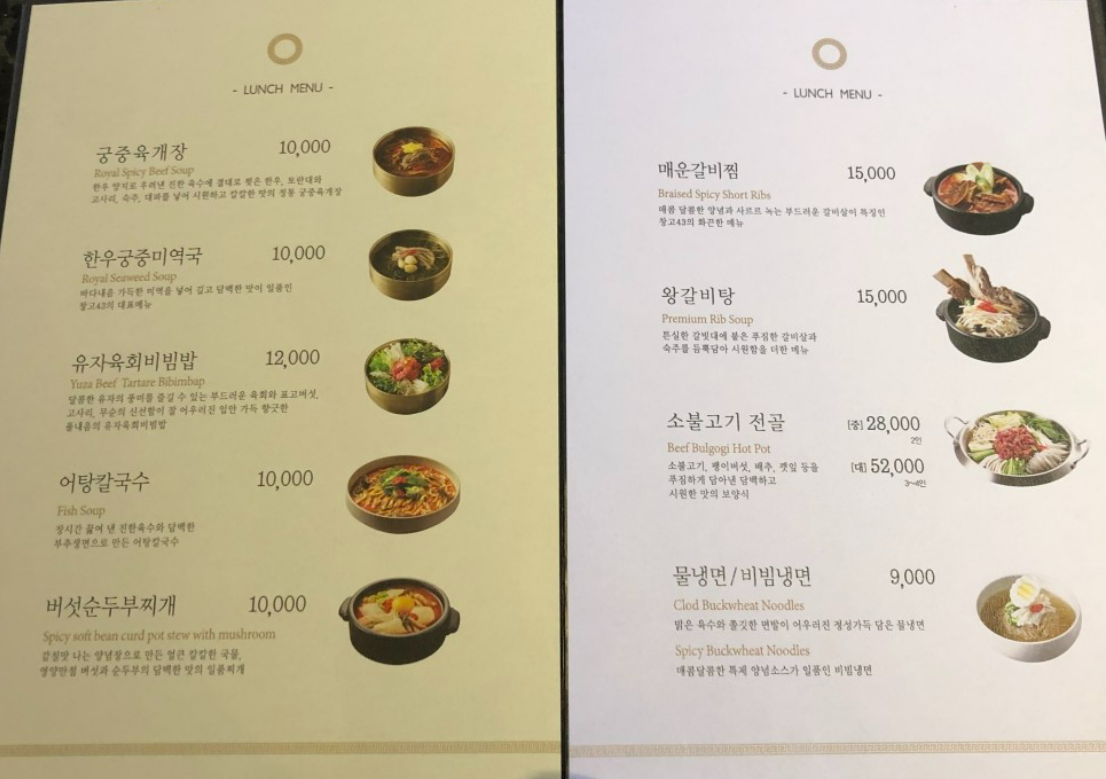 - LUNCH MENU -
궁중육개장 10,000
Royal Spicy Beef Soup
한우 양지로 우려낸 진한 육수에 결대로 찢은 한우, 토란대와
고사리, 숙주, 대파를 넣어 시원하고 칼칼한 맛의 정통 궁중육개장
한우궁중미역국 10,000
Royal Seaweed Soup
바다내음 가득한 미역을 넣어 깊고 담백한 맛이 일품인
창고43의 대표메뉴
유자육회비빔밥 12,000
Yuza Beef Tartare Bibimbap
달콤한 유자의 풍미를 즐길 수 있는 부드러운 육회와 표고버섯,
고사리, 무순의 신선함이 잘 어우러진 입안 가득 향긋한
풀내음의 유자육회비빔밥
어탕칼국수 10,000
Fish Soup
장시간 끓여 낸 진한육수와 담백한
부추생면으로 만든 어탕칼국수
버섯순두부찌개 10,000
Spicy soft bean curd pot stew with mushroom
감칠맛 나는 양념장으로 만든 얼큰 칼칼한 국물,
영양만점 버섯과 순두부의 담백한 맛의 일품찌개
- LUNCH MENU -
매운갈비찜 15,000
Braised Spicy Short Ribs
매콤 달콤한 양념과 사르르 녹는 부드러운 갈비살이 특징인
창고43의 화끈한 메뉴
왕갈비탕 15,000
Premium Rib Soup
튼실한 갈빗대에 붙은 푸짐한 갈비살과
숙주를 듬뿍담아 시원함을 더한 메뉴
소불고기 전골 [중] 28,000
2인
Beef Bulgogi Hot Pot
소불고기, 팽이버섯, 배추, 깻잎 등을 [대] 52,000
푸짐하게 담아낸 담백하고 3~4인
시원한 맛의 보양식
물냉면/비빔냉면 9,000
Clod Buckwheat Noodles
맑은 육수와 쫄깃한 면발이 어우러진 정성가득 담은 물냉면
Spicy Buckwheat Noodles
매콤달콤한 특제 양념소스가 일품인 비빔냉면